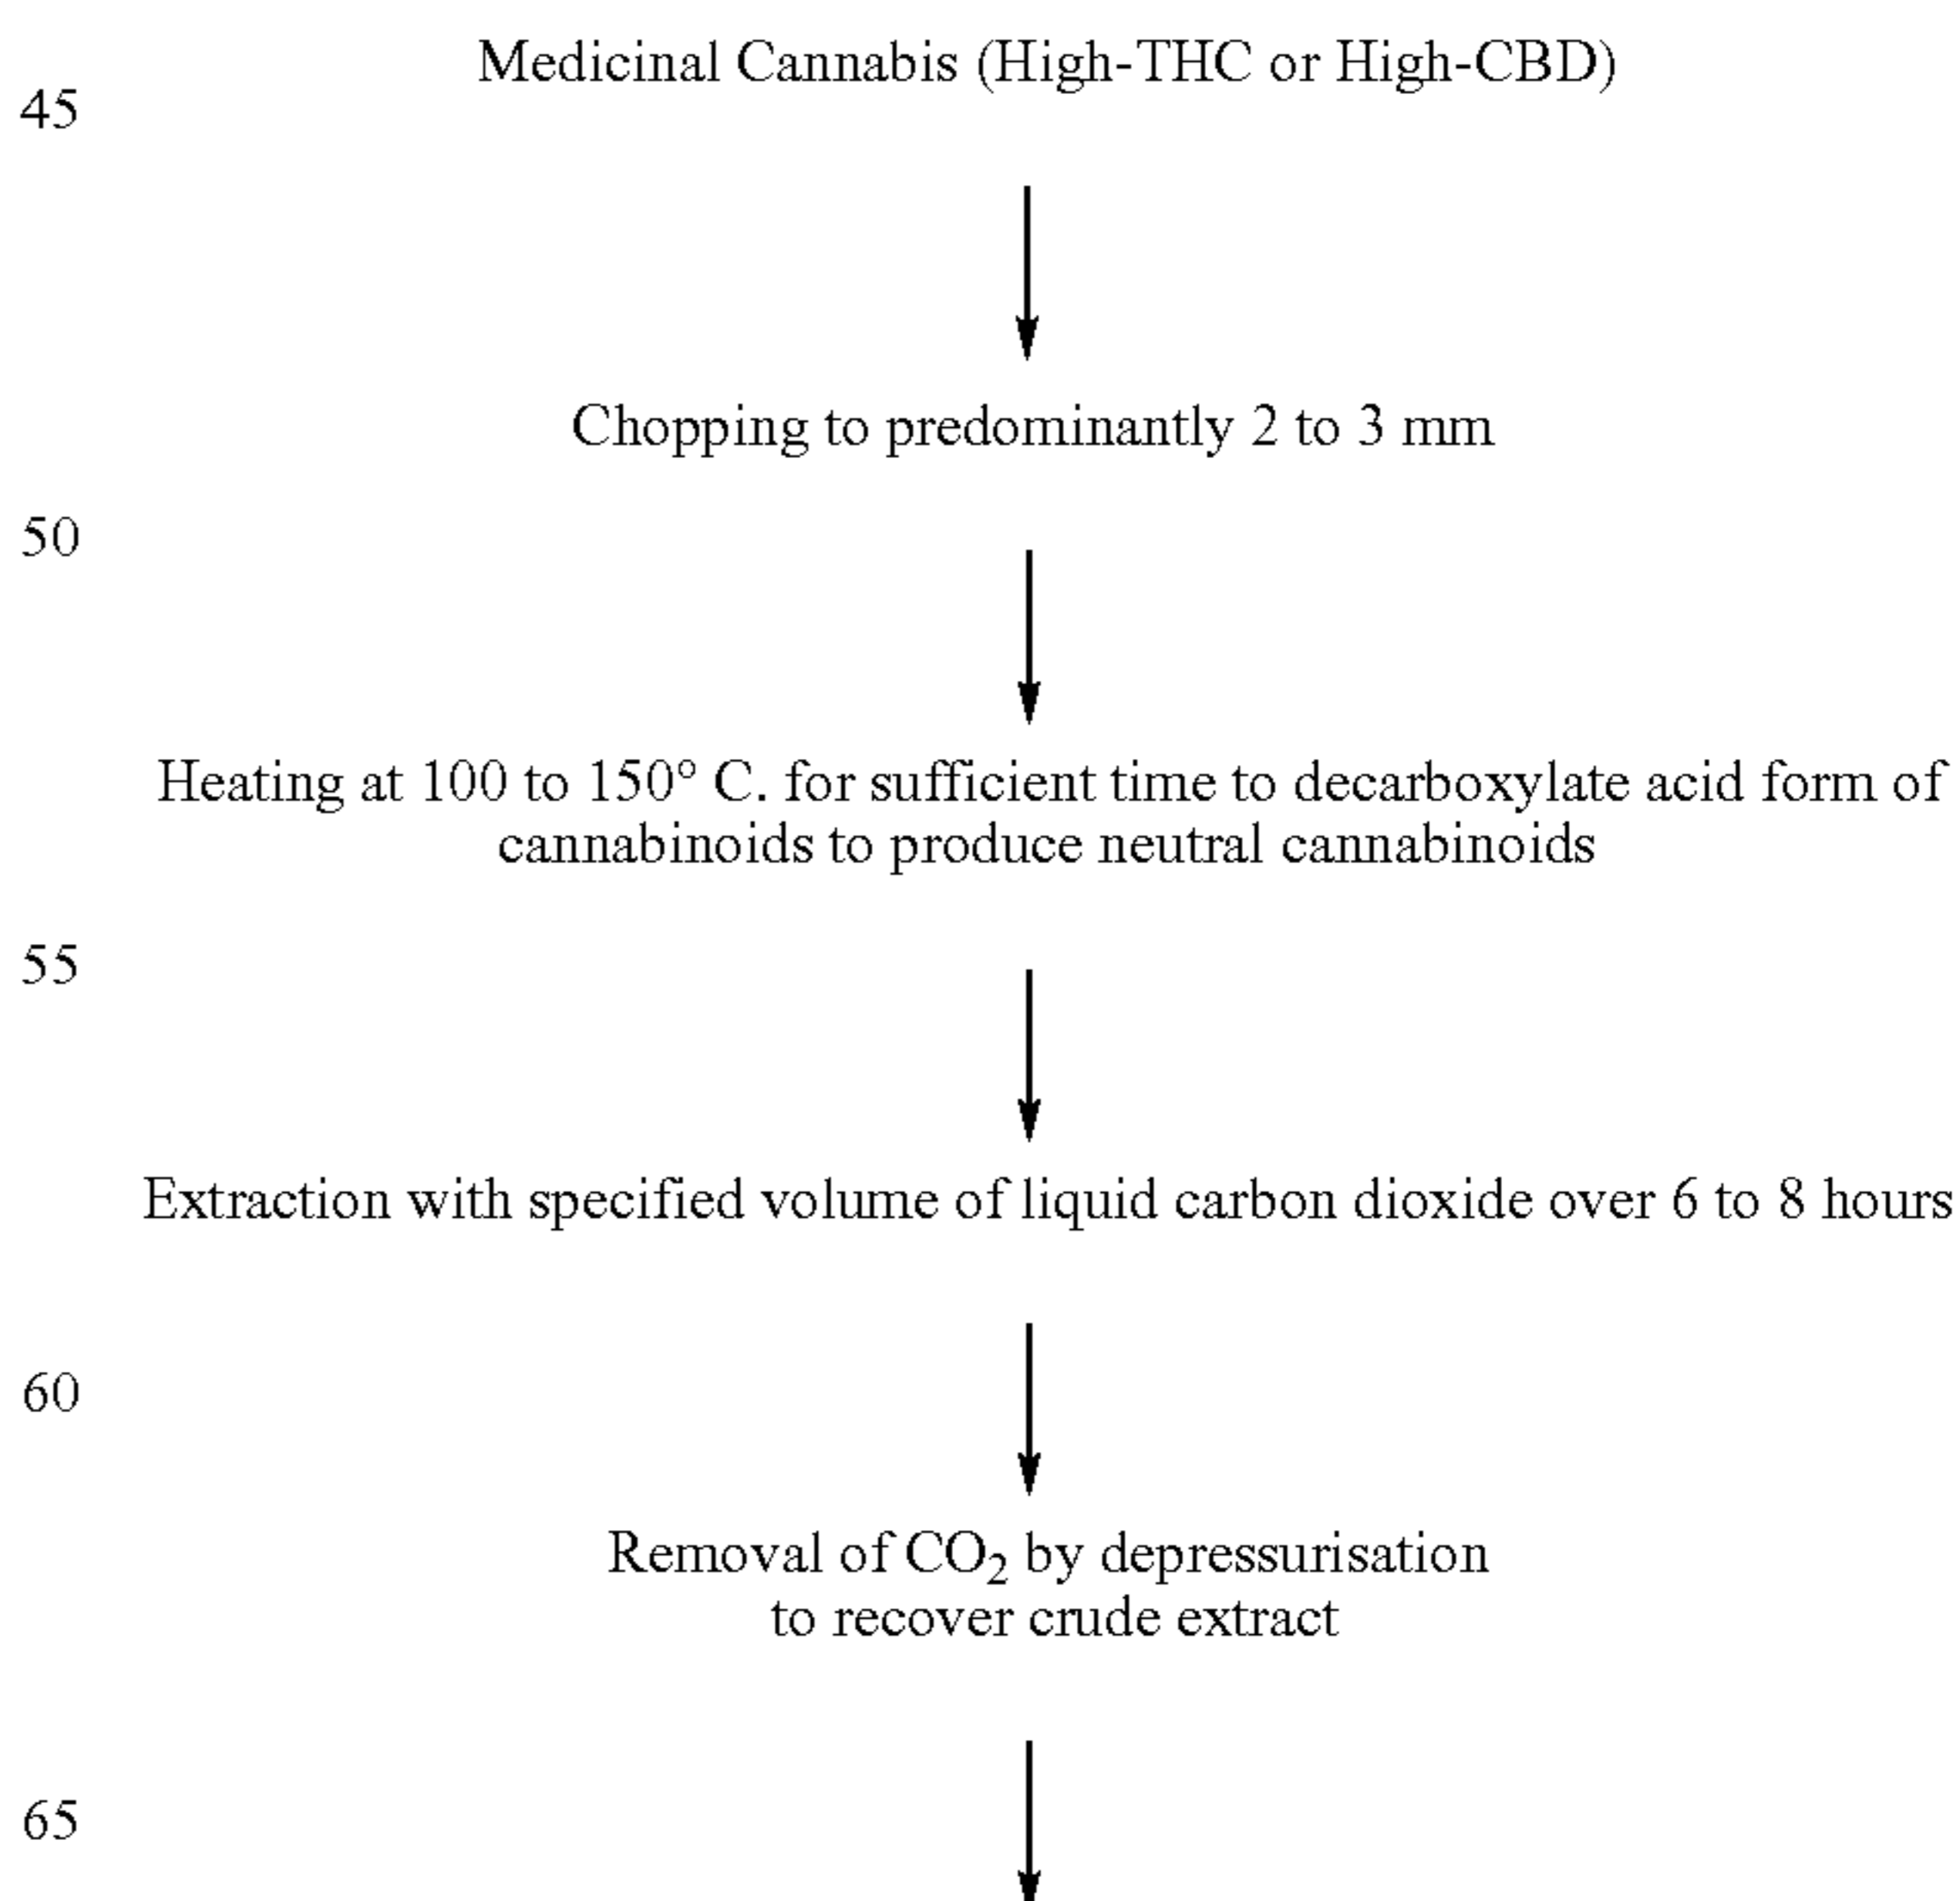 Medicinal Cannabis (High-THC or High-CBD)
45
Chopping to predominantly 2 to 3 mm
50
Heating at 100 to 150° C. for sufficient time to decarboxylate acid form of
cannabinoids to produce neutral cannabinoids
55
Extraction with specified volume of liquid carbon dioxide over 6 to 8 hours
60
Removal of CO₂ by depressurisation
to recover crude extract
65